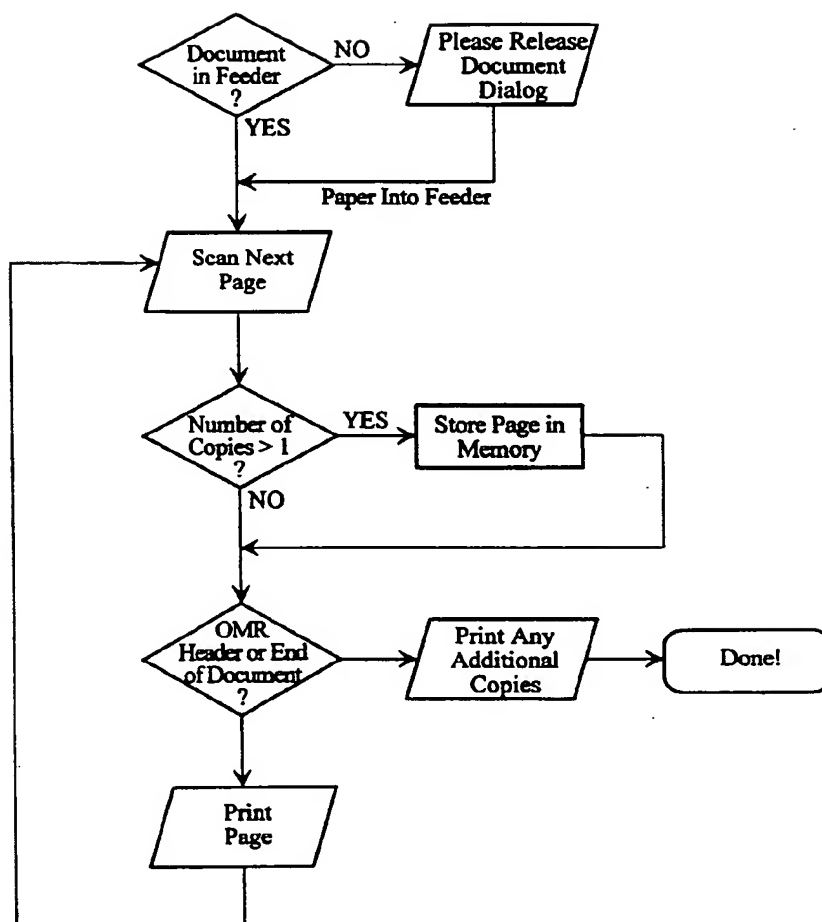 Document
in Feeder
?
NO
Please Release
Document
Dialog
YES
Paper Into Feeder
Scan Next
Page
Number of
Copies > 1
?
YES
Store Page in
Memory
NO
OMR
Header or End
of Document
?
Print Any
Additional
Copies
Done!
Print
Page